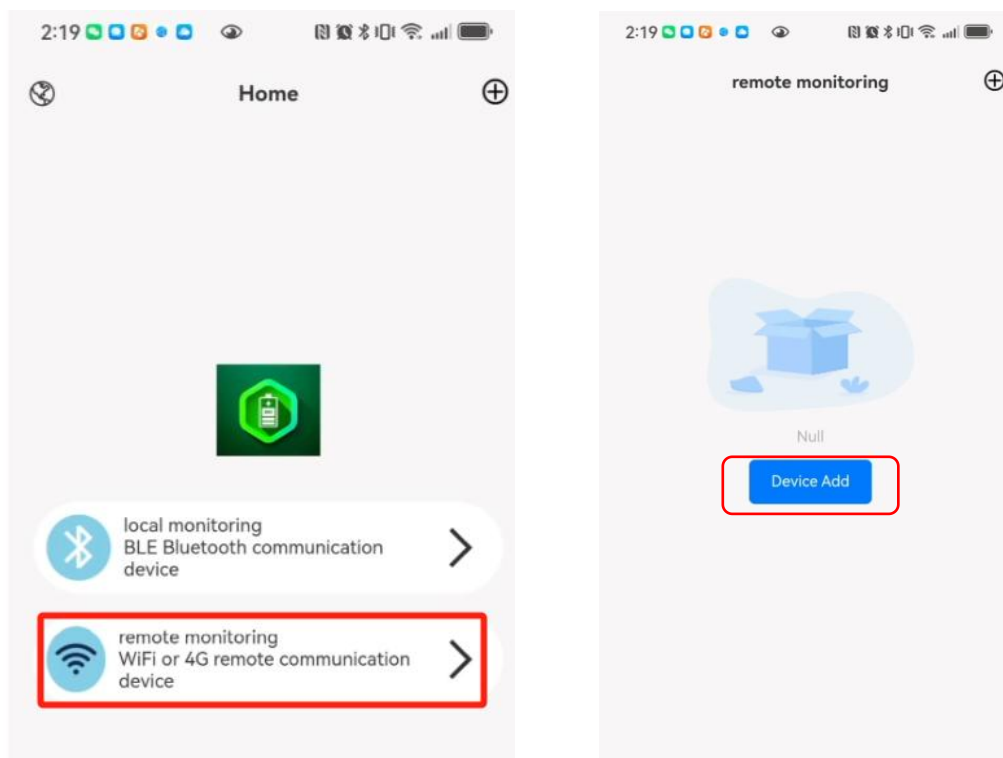 2:19
Home
local monitoring
BLE Bluetooth communication
device
remote monitoring
WiFi or 4G remote communication
device
2:19
remote monitoring
Null
Device Add